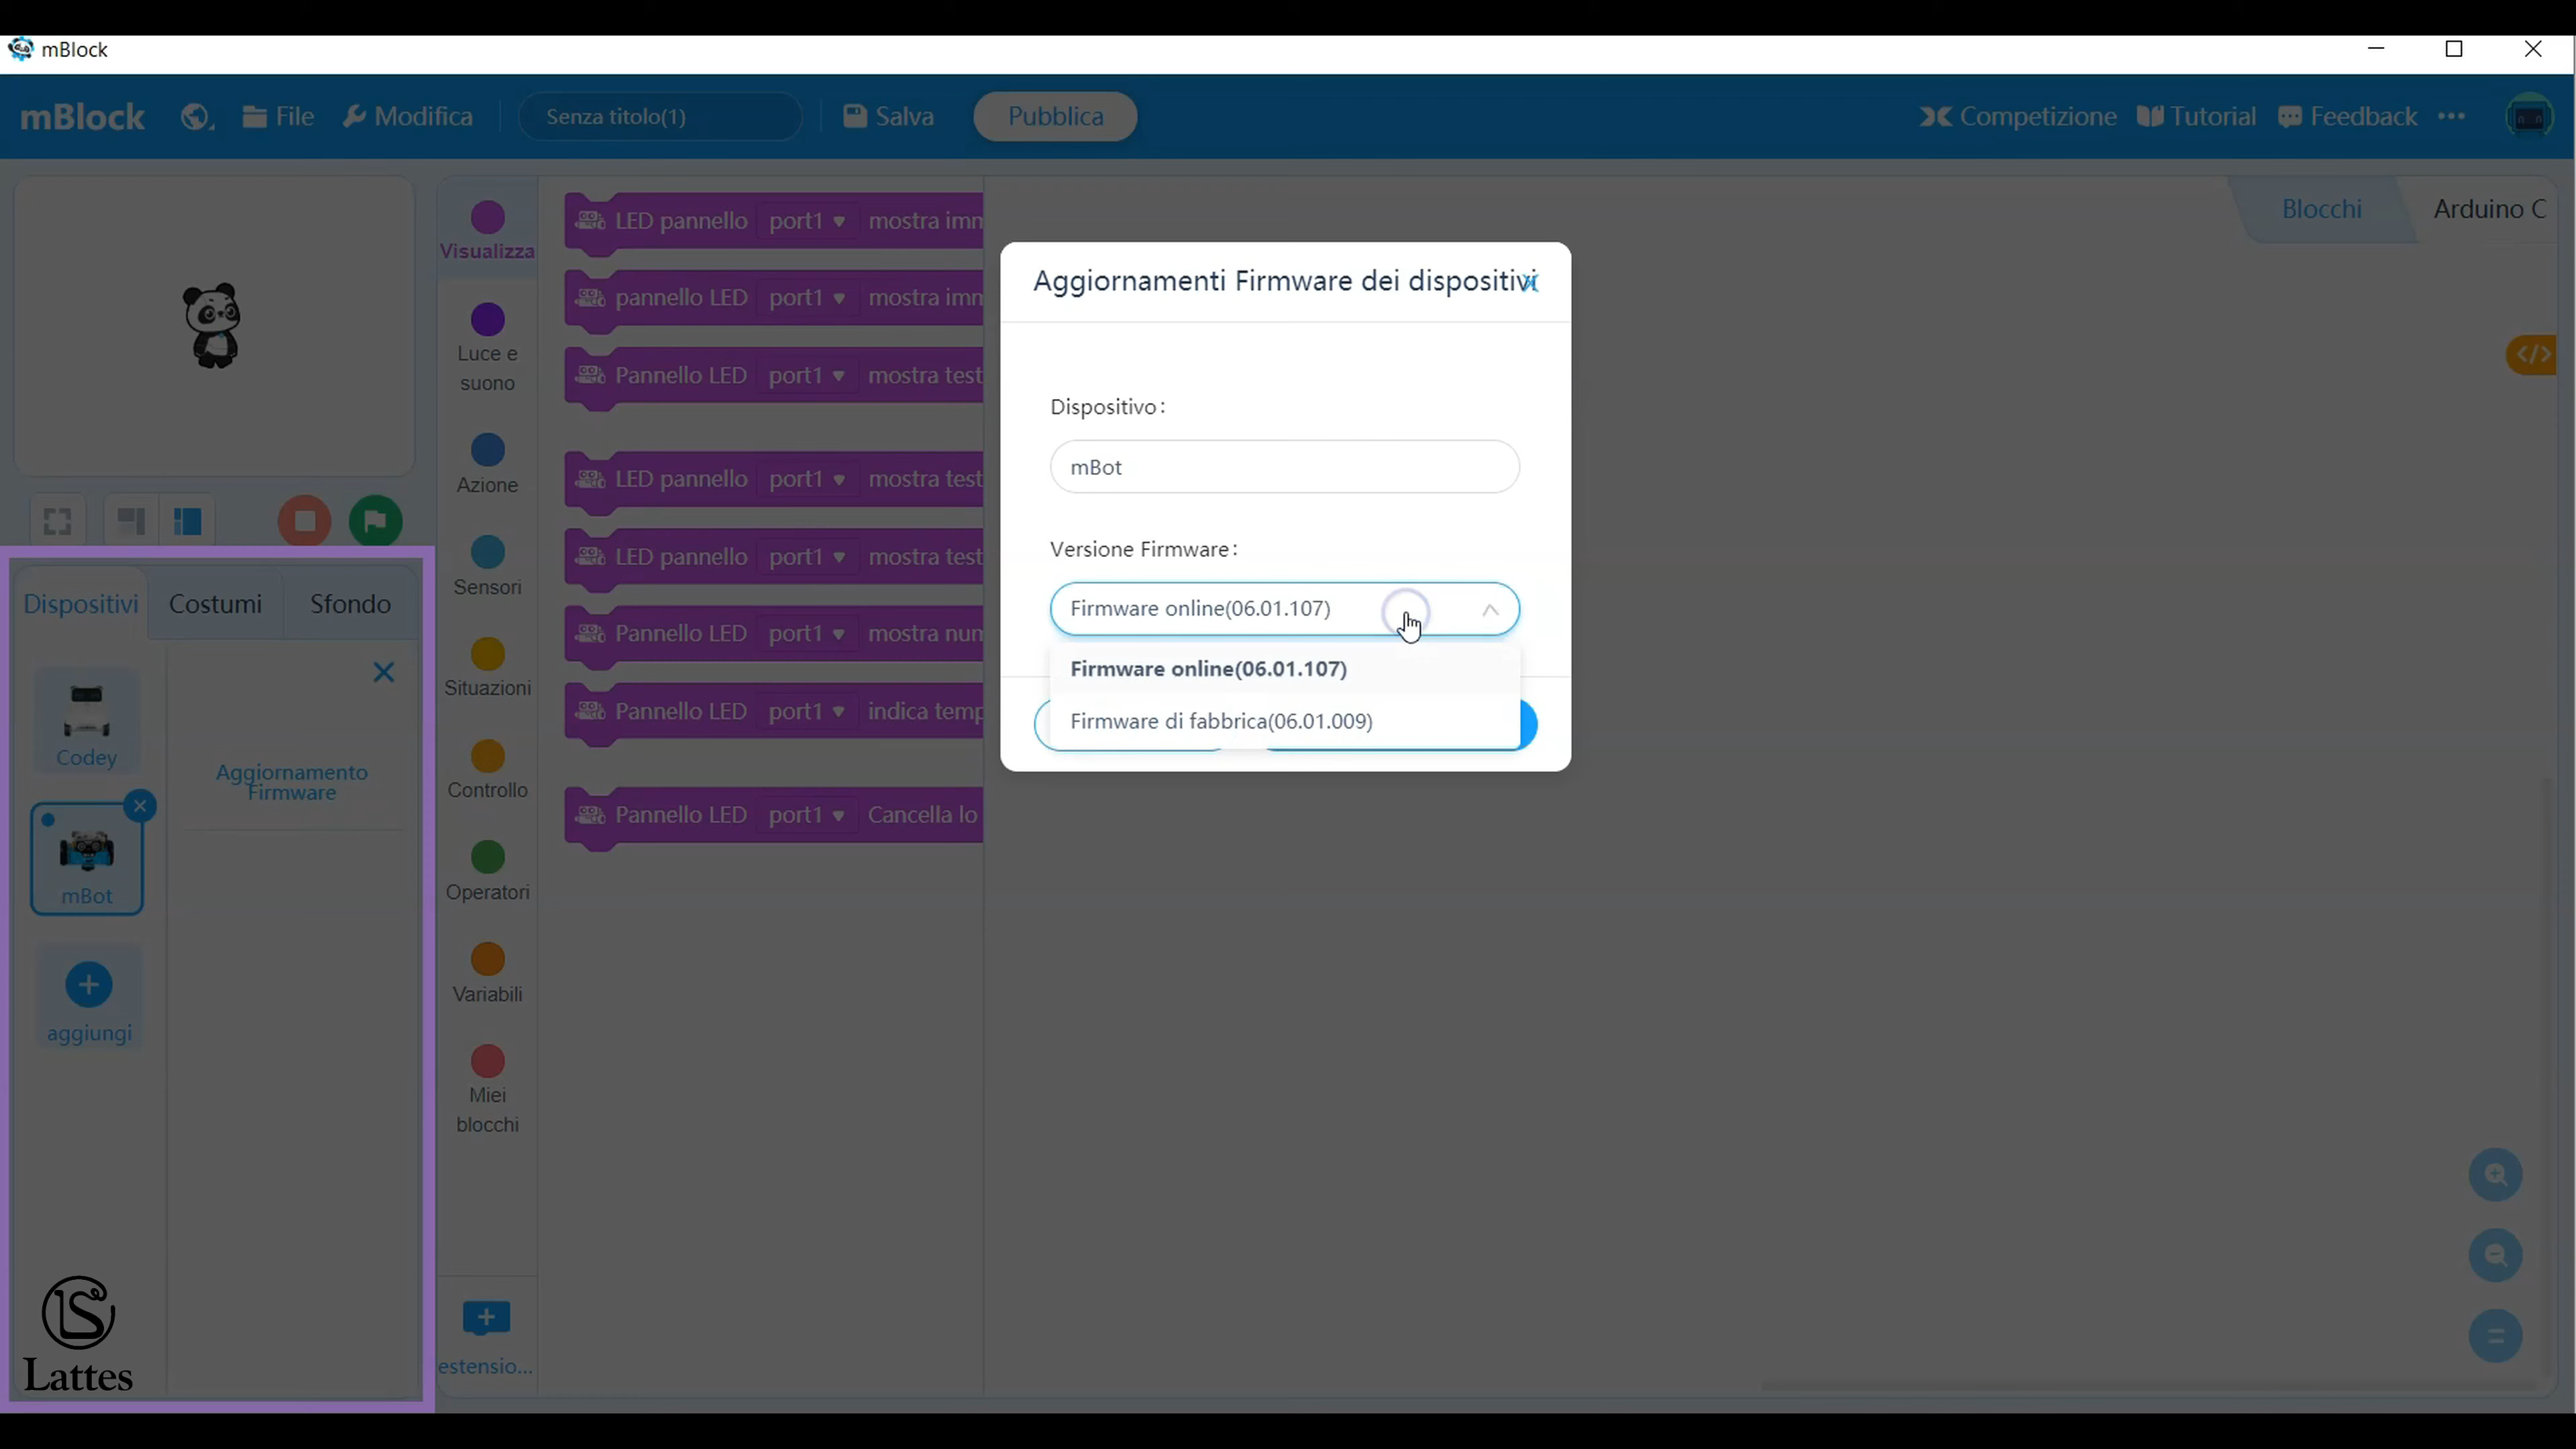 mBlock
mBlock File Modifica Senza titolo(1) Salva Pubblica Competizione Tutorial Feedback
Visualizza
Luce e
suono
Azione
Sensori
Situazioni
Controllo
Operatori
Variabili
Miei
blocchi
estensio...
LED pannello port1 mostra imm
pannello LED port1 mostra imm
Pannello LED port1 mostra test
LED pannello port1 mostra test
LED pannello port1 mostra test
Pannello LED port1 mostra num
Pannello LED port1 indica temp
Pannello LED port1 Cancella lo
Blocchi Arduino C
Aggiornamenti Firmware dei dispositivi
Dispositivo:
mBot
Versione Firmware:
Firmware online(06.01.107)
Firmware online(06.01.107)
Firmware di fabbrica(06.01.009)
Dispositivi Costumi Sfondo
Codey
mBot
aggiungi
Aggiornamento
Firmware
LS
Lattes